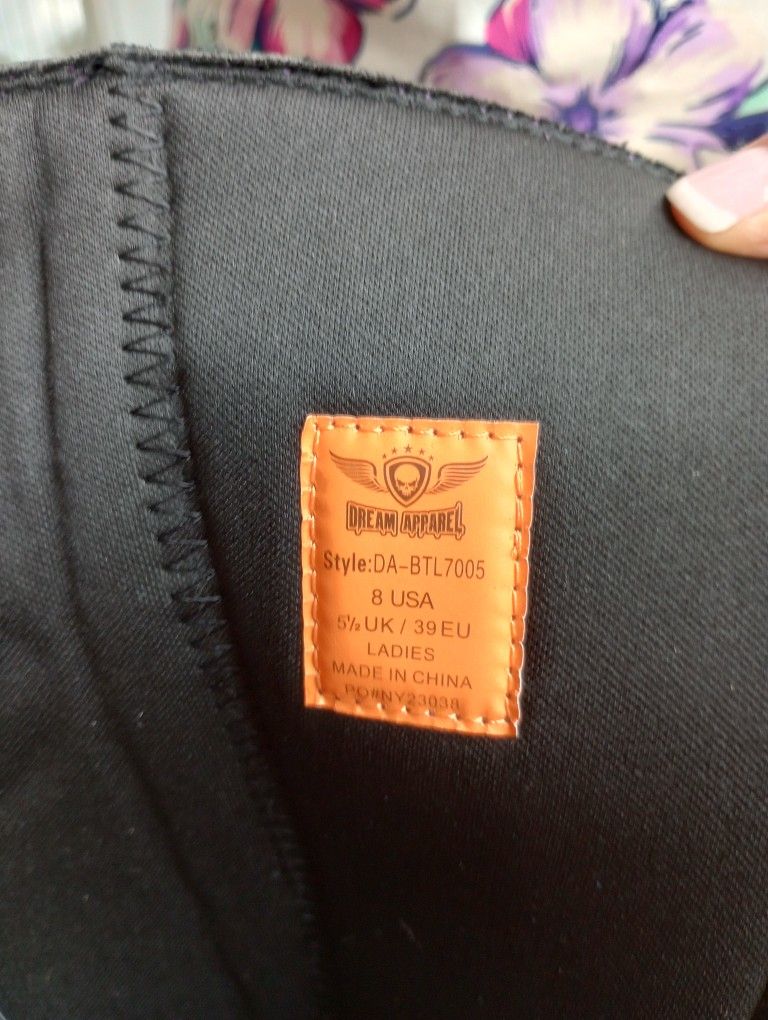 DREAM APPAREL
Style:DA-BTL7005
8 USA
5½ UK / 39 EU
LADIES
MADE IN CHINA
PO#NY23038